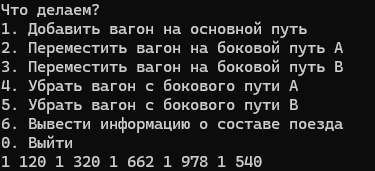 Что делаем?
1. Добавить вагон на основной путь
2. Переместить вагон на боковой путь A
3. Переместить вагон на боковой путь B
4. Убрать вагон с бокового пути A
5. Убрать вагон с бокового пути B
6. Вывести информацию о составе поезда
0. Выйти
1 120 1 320 1 662 1 978 1 540